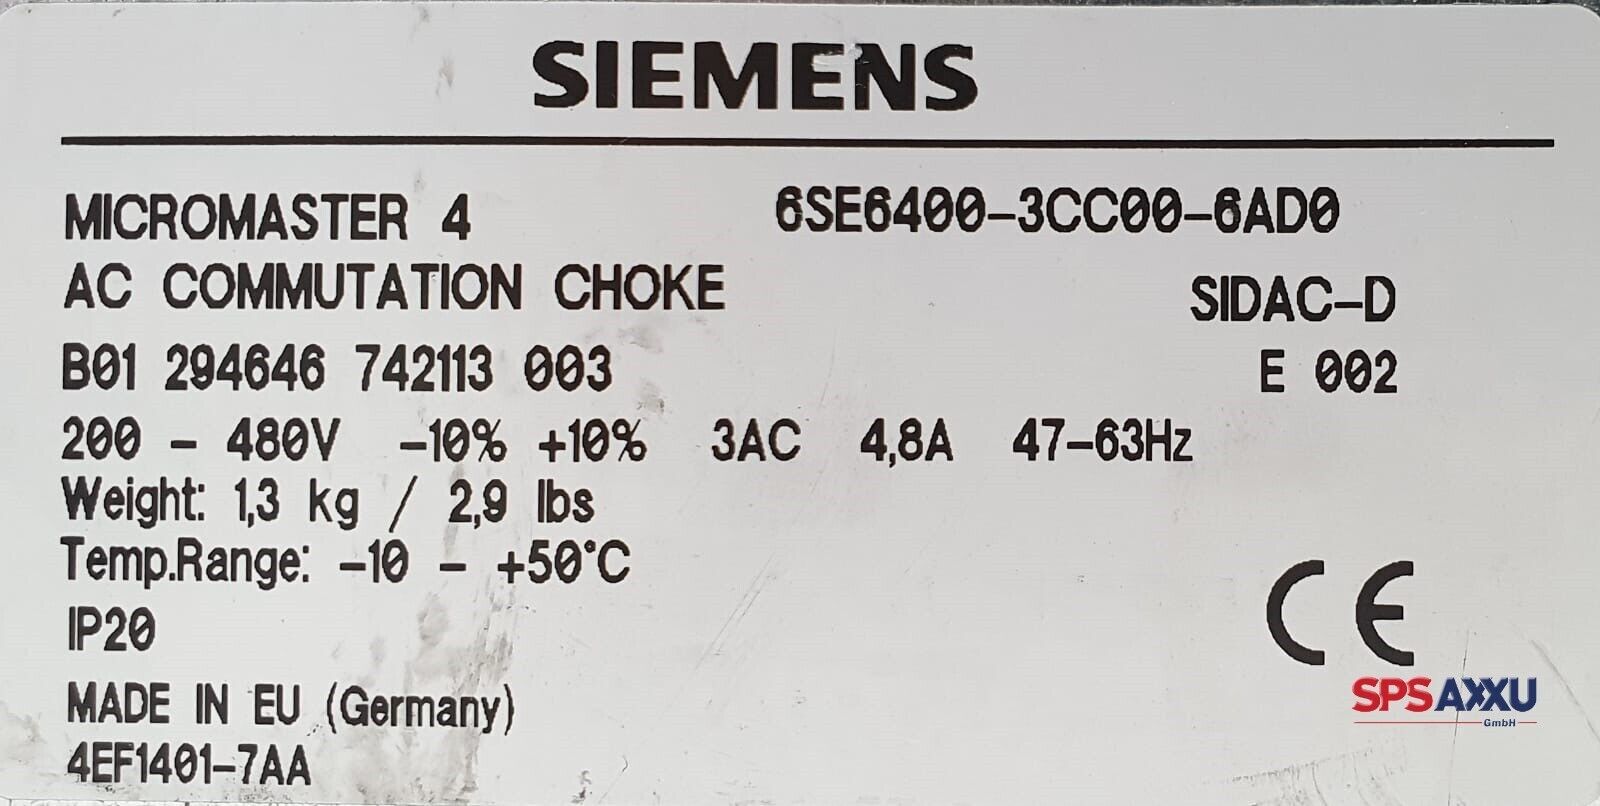 SIEMENS
MICROMASTER 4 6SE6400-3CC00-6AD0
AC COMMUTATION CHOKE SIDAC-D
B01 294646 742113 003 E 002
200 - 480V -10% +10% 3AC 4,8A 47-63Hz
Weight: 1,3 kg / 2,9 lbs
Temp.Range: -10 - +50°C
IP20
CE
MADE IN EU (Germany)
SPSAXXU
GmbH
4EF1401-7AA